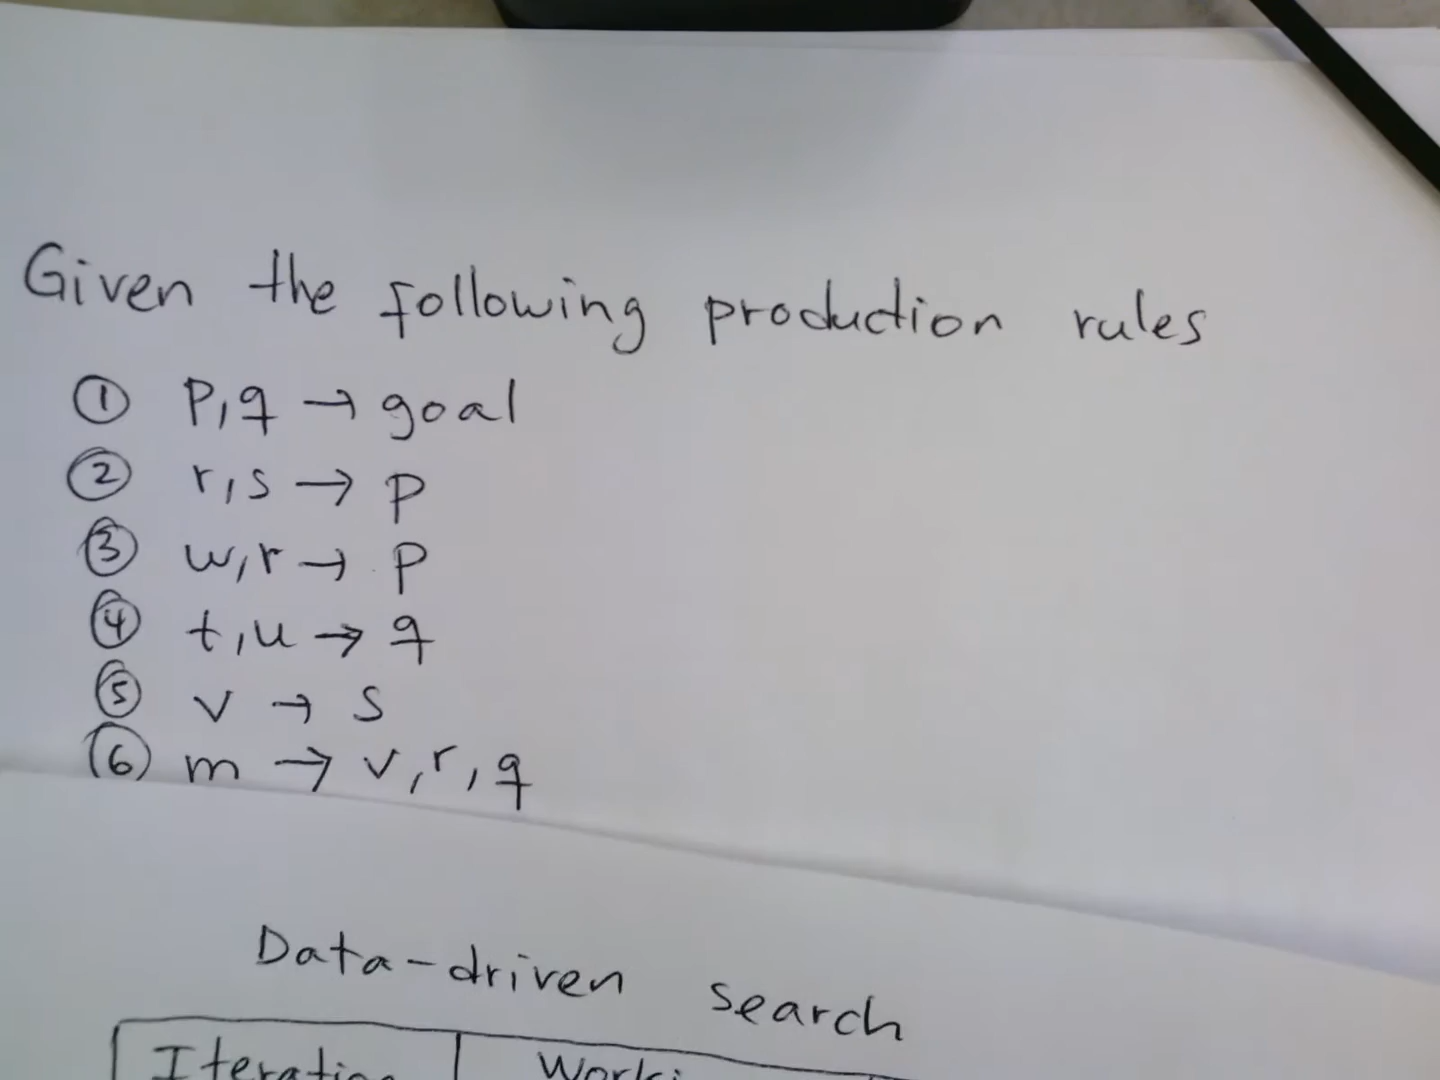 Given the following production rules
① P,q → goal
② r,s → p
③ w,r → p
④ t,u → q
⑤ v → s
⑥ m → v,r,q
Data-driven search